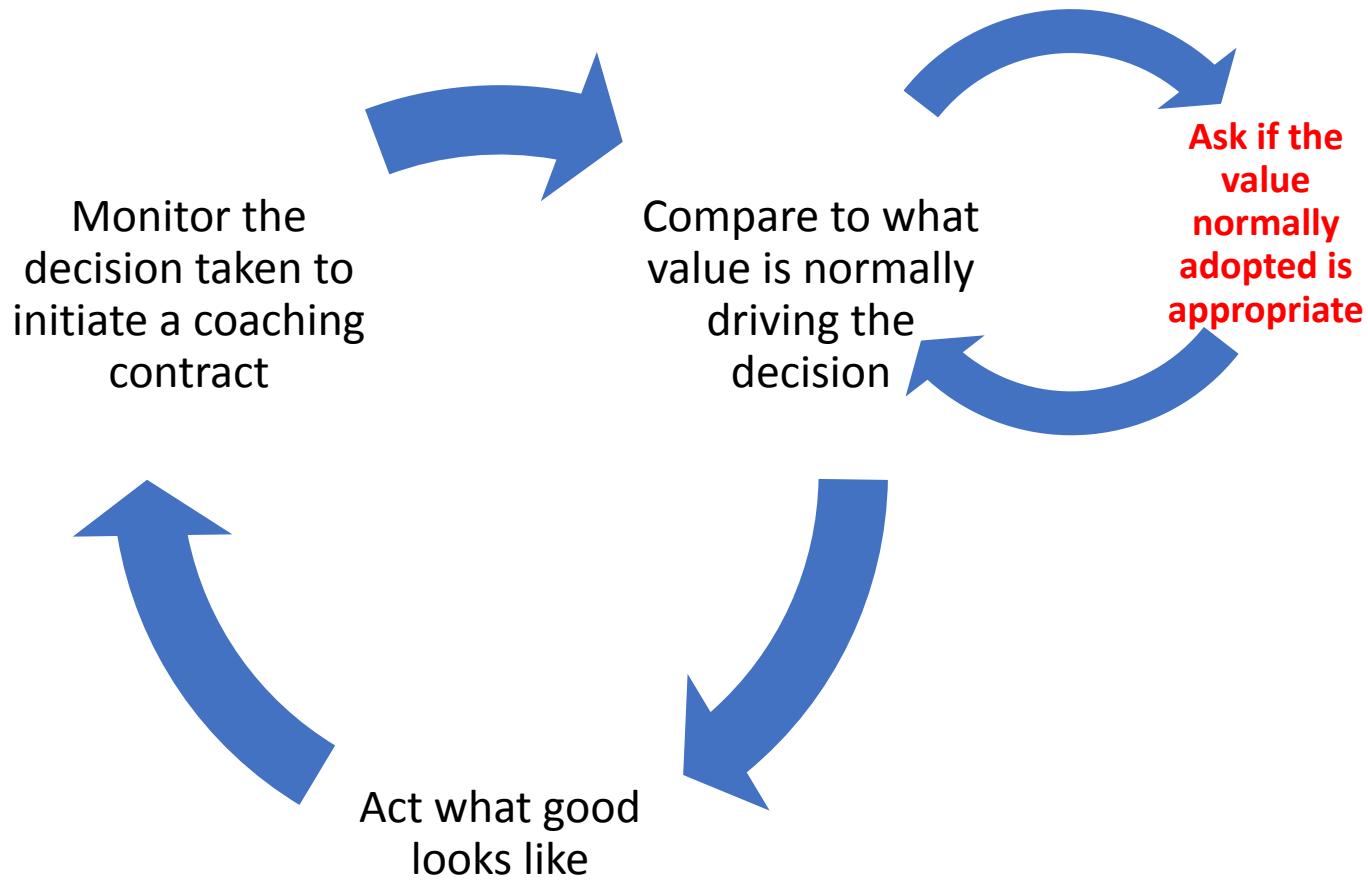 Monitor the
decision taken to
initiate a coaching
contract
Compare to what
value is normally
driving the
decision
Ask if the
value
normally
adopted is
appropriate
Act what good
looks like